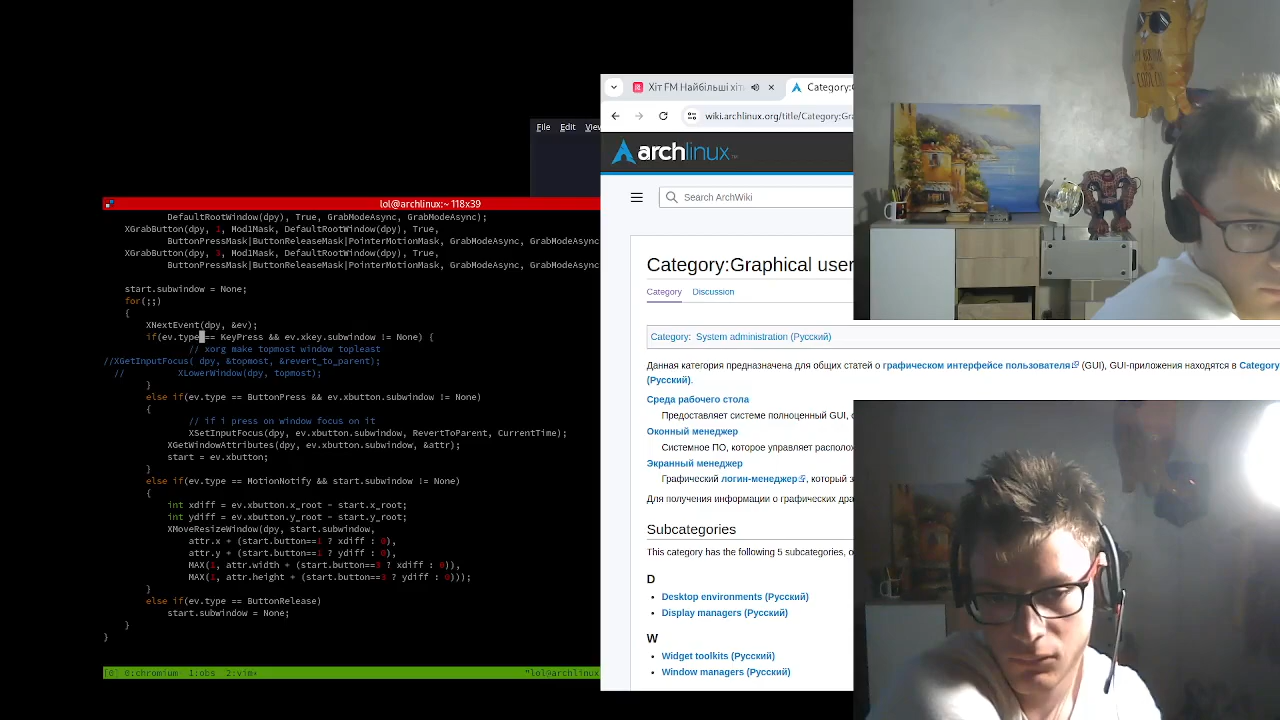 Хіт FM Найбільші хіт
Category:G
wiki.archlinux.org/title/Category:Gra
File Edit View
archlinux
Search ArchWiki
lol@archlinux:~ 118x39
DefaultRootWindow(dpy), True, GrabModeAsync, GrabModeAsync);
XGrabButton(dpy, 1, Mod1Mask, DefaultRootWindow(dpy), True,
ButtonPressMask|ButtonReleaseMask|PointerMotionMask, GrabModeAsync, GrabModeAsync
XGrabButton(dpy, 3, Mod1Mask, DefaultRootWindow(dpy), True,
ButtonPressMask|ButtonReleaseMask|PointerMotionMask, GrabModeAsync, GrabModeAsync
start.subwindow = None;
for(;;)
{
XNextEvent(dpy, &ev);
if(ev.type == KeyPress && ev.xkey.subwindow != None) {
// xorg make topmost window topleast
//XGetInputFocus( dpy, &topmost, &revert_to_parent);
// XLowerWindow(dpy, topmost);
}
else if(ev.type == ButtonPress && ev.xbutton.subwindow != None)
{
// if i press on window focus on it
XSetInputFocus(dpy, ev.xbutton.subwindow, RevertToParent, CurrentTime);
XGetWindowAttributes(dpy, ev.xbutton.subwindow, &attr);
start = ev.xbutton;
}
else if(ev.type == MotionNotify && start.subwindow != None)
{
int xdiff = ev.xbutton.x_root - start.x_root;
int ydiff = ev.xbutton.y_root - start.y_root;
XMoveResizeWindow(dpy, start.subwindow,
attr.x + (start.button==1 ? xdiff : 0),
attr.y + (start.button==1 ? ydiff : 0),
MAX(1, attr.width + (start.button==3 ? xdiff : 0)),
MAX(1, attr.height + (start.button==3 ? ydiff : 0)));
}
else if(ev.type == ButtonRelease)
start.subwindow = None;
}
}
[0] 0:chromium 1:obs 2:vim* "lol@archlinux
Category:Graphical user
Category Discussion
Category: System administration (Русский)
Данная категория предназначена для общих статей о графическом интерфейсе пользователя (GUI), GUI-приложения находятся в Category
(Русский).
Среда рабочего стола
Предоставляет системе полноценный GUI,
Оконный менеджер
Системное ПО, которое управляет располо
Экранный менеджер
Графический логин-менеджер, который з
Для получения информации о графических дра
Subcategories
This category has the following 5 subcategories, o
D
• Desktop environments (Русский)
• Display managers (Русский)
W
• Widget toolkits (Русский)
• Window managers (Русский)